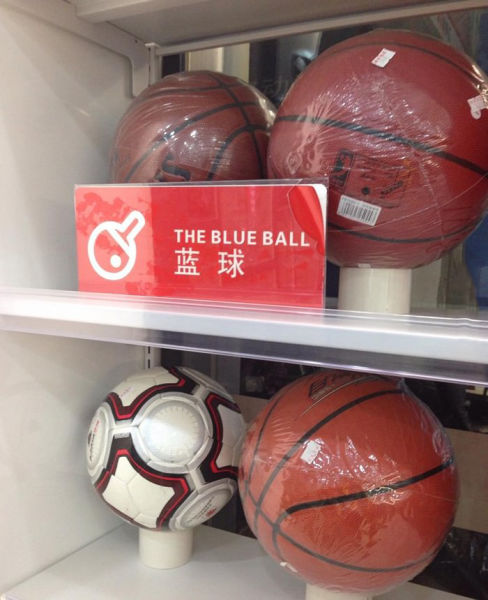 THE BLUE BALL
蓝 球